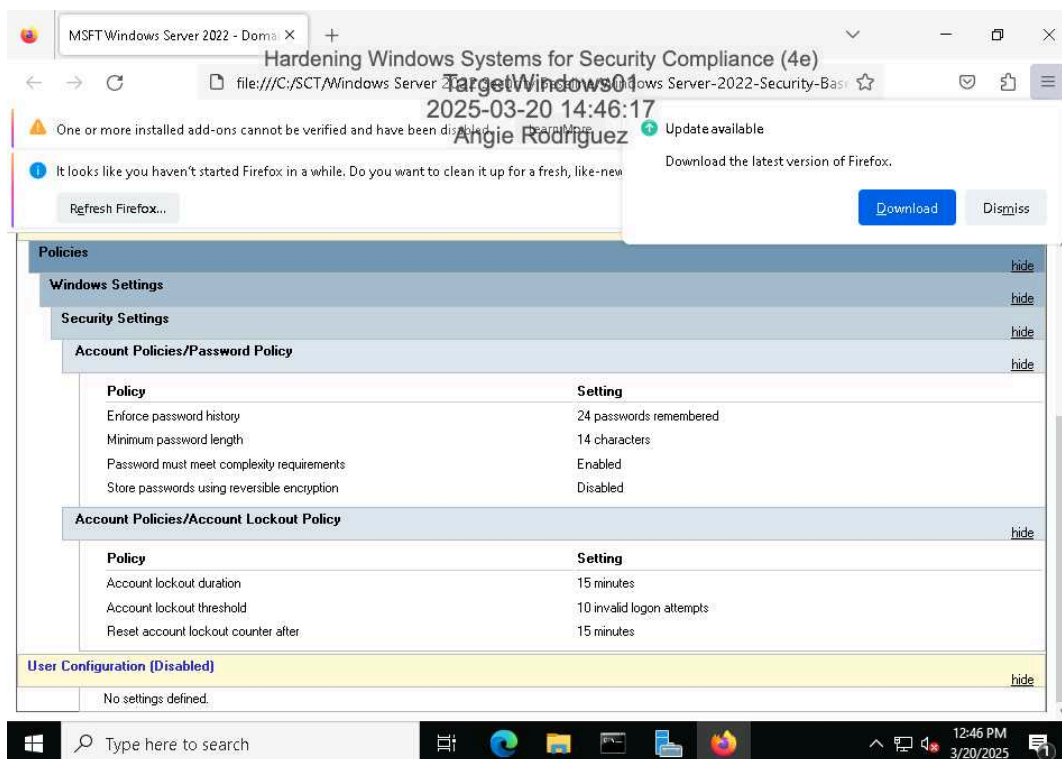 MSFT Windows Server 2022 - Doma
Hardening Windows Systems for Security Compliance (4e)
file:///C:/SCT/Windows Server 2022 Security Baseline/Windows Server-2022-Security-Bas
TargetWindows01
2025-03-20 14:46:17
Angie Rodriguez
One or more installed add-ons cannot be verified and have been disabled. Learn More
Update available
Download the latest version of Firefox.
It looks like you haven't started Firefox in a while. Do you want to clean it up for a fresh, like-new
Refresh Firefox...
Download Dismiss
Policies hide
Windows Settings hide
Security Settings hide
Account Policies/Password Policy hide
Policy Setting
Enforce password history 24 passwords remembered
Minimum password length 14 characters
Password must meet complexity requirements Enabled
Store passwords using reversible encryption Disabled
Account Policies/Account Lockout Policy hide
Policy Setting
Account lockout duration 15 minutes
Account lockout threshold 10 invalid logon attempts
Reset account lockout counter after 15 minutes
User Configuration (Disabled) hide
No settings defined.
Type here to search
12:46 PM
3/20/2025
1